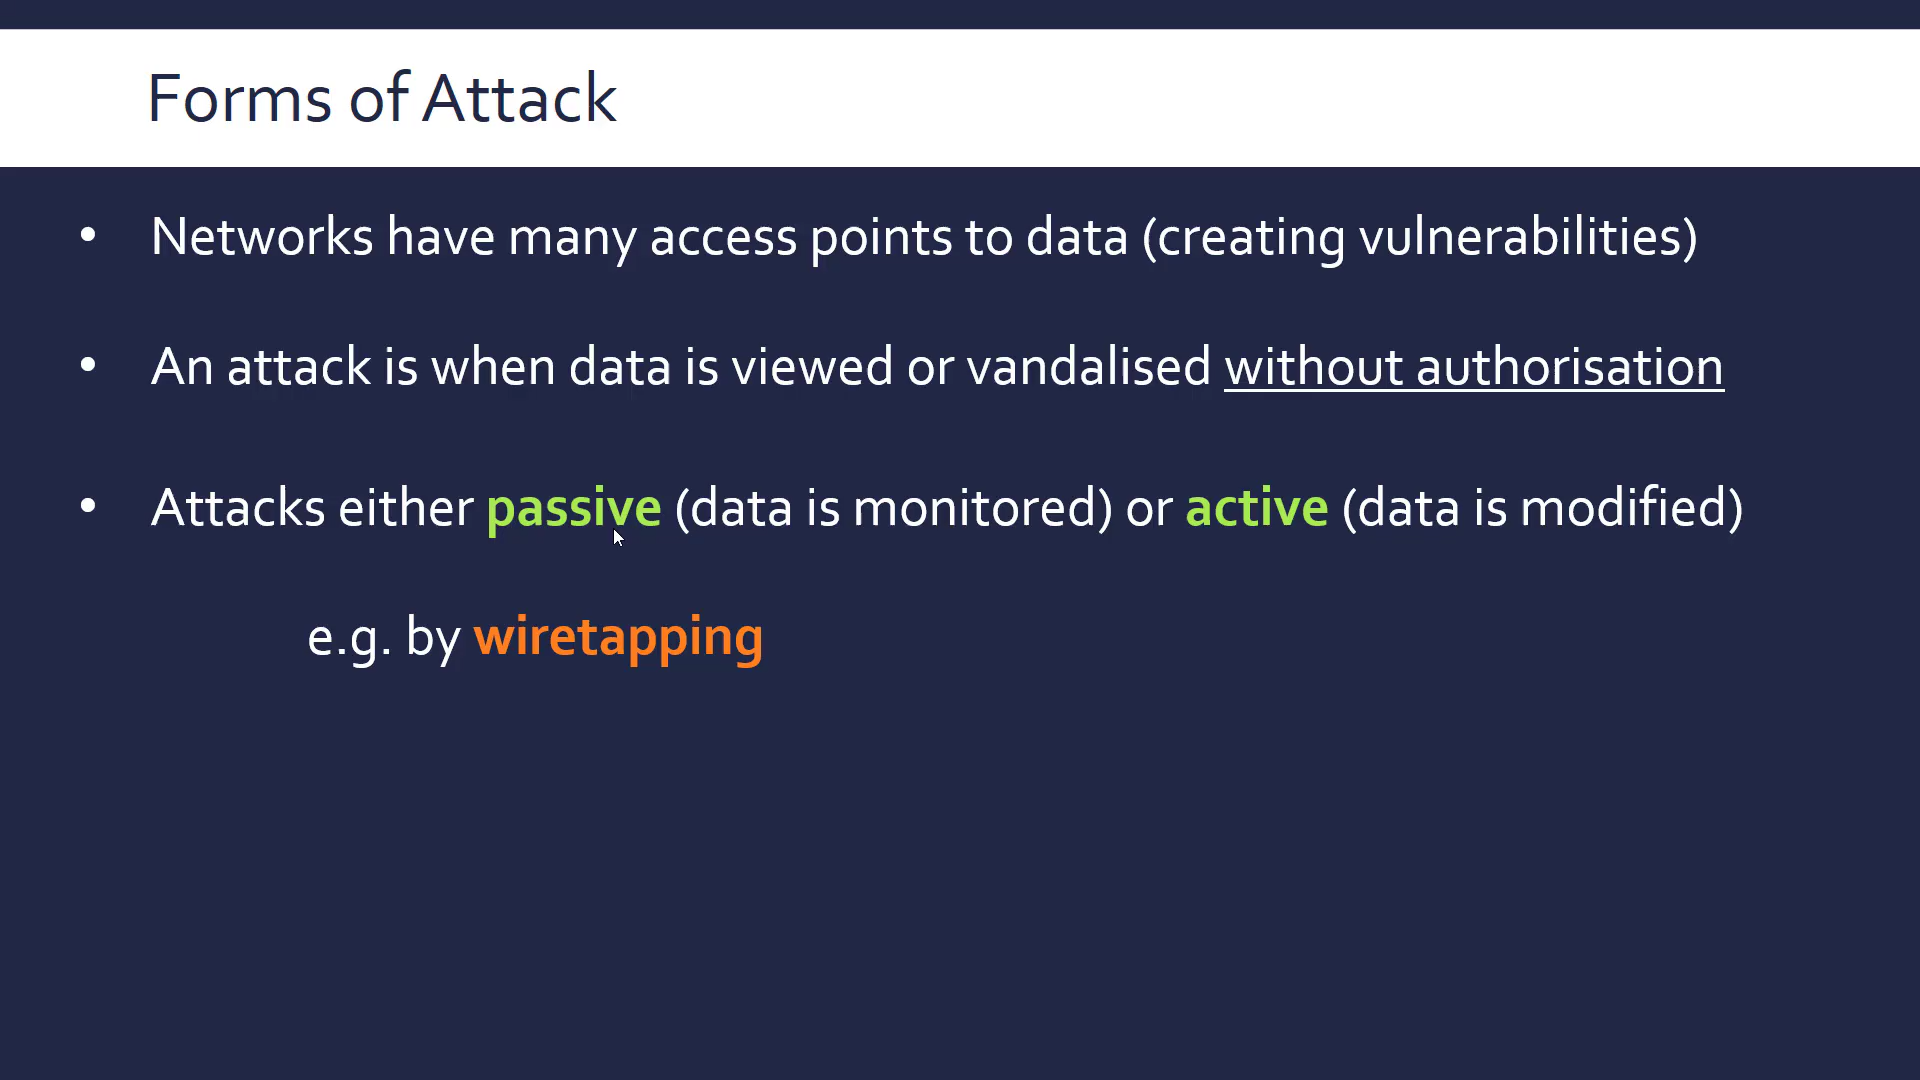 Forms of Attack
• Networks have many access points to data (creating vulnerabilities)
• An attack is when data is viewed or vandalised without authorisation
• Attacks either passive (data is monitored) or active (data is modified)
e.g. by wiretapping